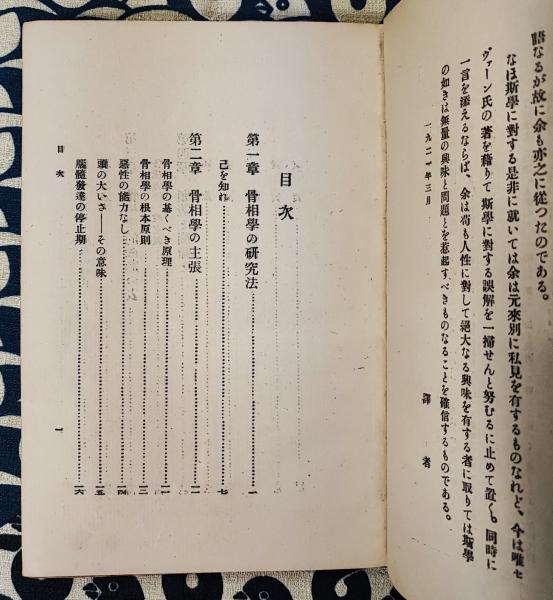 語なるが故に余も亦之に從つたのである。
なほ斯學に對する是非に就いては余は元來別に私見を有するものなれど、今は唯セ
ヴァーン氏の著を藉りて斯學に對する誤解を一掃せんと努むるに止めて置く。同時に
一言を添えるならば、余は苟も人性に對して絕大なる興味を有する者に取りては斯學
の如きは無量の興味と問題とを惹起すべきものなることを確信するものである。
一九二一年三月
譯者
目次
第一章 骨相學の硏究法……一
己を知れ……七
第二章 骨相學の主張……一一
骨相學の基くべき原理……一一
骨相學の根本原則……一三
惡性の能力なし……一四
頭の大いさ——その意味……一五
腦髓發達の停止期……一六
目次
一